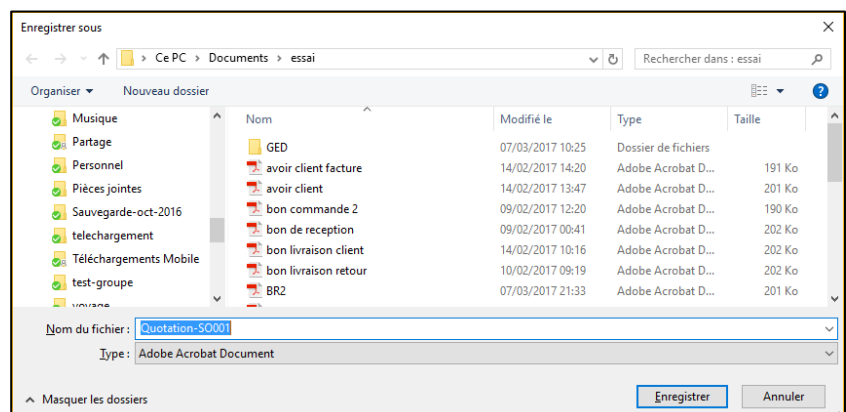 Enregistrer sous
Ce PC > Documents > essai
Rechercher dans : essai
Organiser
Nouveau dossier
Musique
Partage
Personnel
Pièces jointes
Sauvegarde-oct-2016
telechargement
Téléchargements Mobile
test-groupe
Nom Modifié le Type Taille
GED 07/03/2017 10:25 Dossier de fichiers
avoir client facture 14/02/2017 14:20 Adobe Acrobat D... 191 Ko
avoir client 14/02/2017 13:47 Adobe Acrobat D... 201 Ko
bon commande 2 09/02/2017 12:20 Adobe Acrobat D... 190 Ko
bon de reception 09/02/2017 00:41 Adobe Acrobat D... 202 Ko
bon livraison client 14/02/2017 10:16 Adobe Acrobat D... 202 Ko
bon livraison retour 10/02/2017 09:19 Adobe Acrobat D... 202 Ko
BR2 07/03/2017 21:33 Adobe Acrobat D... 201 Ko
Nom du fichier : Quotation-SO001
Type : Adobe Acrobat Document
Masquer les dossiers
Enregistrer
Annuler